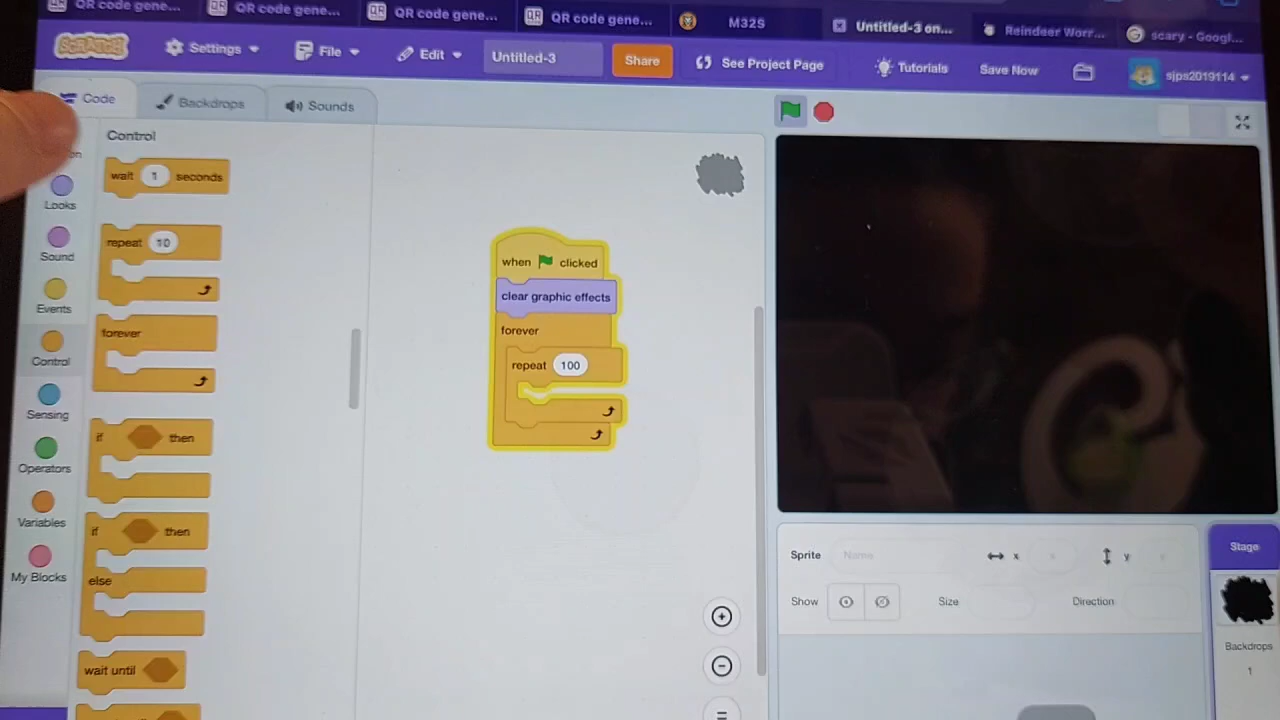 QR code gene...
QR code gene...
QR code gene...
QR code gene...
M32S
Untitled-3 on...
Reindeer Worr...
scary - Googl...
SCRATCH
Settings
File
Edit
Untitled-3
Share
See Project Page
Tutorials
Save Now
sjps2019114
Code
Backdrops
Sounds
Looks
Sound
Events
Control
Sensing
Operators
Variables
My Blocks
Control
wait 1 seconds
repeat 10
forever
if then
if then
else
wait until
when clicked
clear graphic effects
forever
repeat 100
Sprite Name x x y y
Show Size Direction
Stage
Backdrops
1